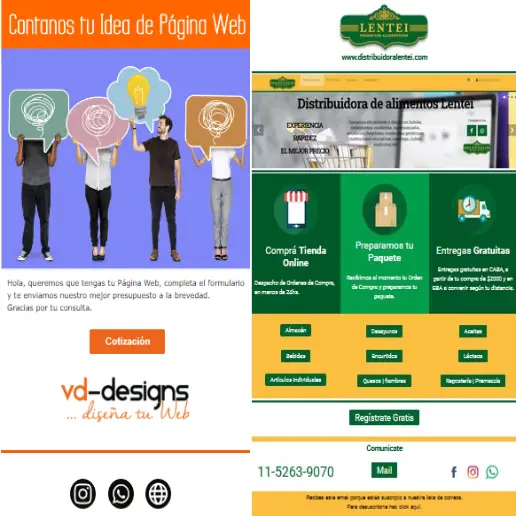 Contanos tu Idea de Página Web
Hola, queremos que tengas tu Página Web, completa el formulario
y te enviamos nuestro mejor presupuesto a la brevedad.
Gracias por tu consulta.
Cotización
vd-designs
... diseña tu Web
LENTEI
www.distribuidoralentei.com
Distribuidora de alimentos Lentei
EXPERIENCIA
RAPIDEZ
EL MEJOR PRECIO
LENTEI
Comprá Tienda
Online
Despacho de Ordenes de Compra,
en menos de 24hs.
Preparamos tu
Paquete
Recibimos al momento tu Orden
de Compra y preparamos tu
paquete.
Entregas Gratuitas
Entregas gratuitas en CABA, a
partir de tu compra de $2000 y en
GBA a convenir según tu distancia.
Almacén
Desayunos
Aceites
Bebidas
Encurtidos
Lácteos
Artículos Individuales
Quesos | fiambres
Repostería | Premezcla
Regístrate Gratis
Comunícate
11-5263-9070
Mail
Recibes este email porque estás suscripto a nuestra lista de correos.
Para desuscribirte haz click aquí.